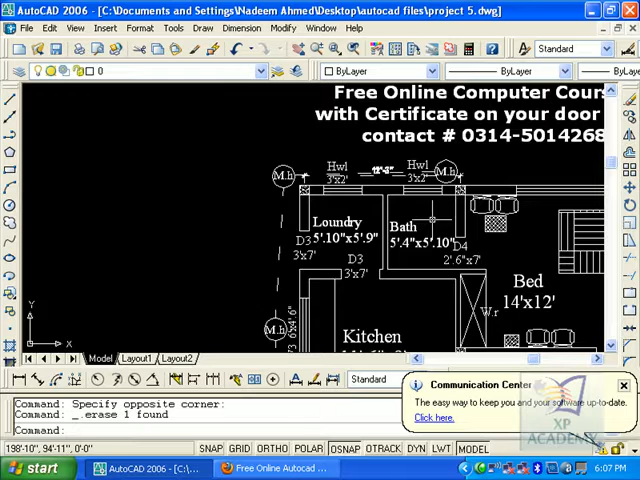 AutoCAD 2006 - [C:\Documents and Settings\Nadeem Ahmed\Desktop\autocad files\project 5.dwg]
File Edit View Insert Format Tools Draw Dimension Modify Window Help
Standard
0 ByLayer ByLayer ByLay
Free Online Computer Cours
with Certificate on your door
contact # 0314-5014268
Hwl
3'x2'
Hwl
3'x2'
M.h
M.h
Loundry
5'.10"x5'.9"
Bath
5'.4"x5'.10"
D3
3'x7'
D4
2'.6"x7'
D3
3'x7'
Bed
14'x12'
W.r
M.h
Kitchen
Y
X
Model Layout1 Layout2
Standard
Communication Center
The easy way to keep you and your software up-to-date.
Click here.
XP
ACADEMY
Command: Specify opposite corner:
Command: _.erase 1 found
Command:
198'-10", 94'-11", 0'-0" SNAP GRID ORTHO POLAR OSNAP OTRACK DYN LWT MODEL
start AutoCAD 2006 - [C:\... Free Online Autocad ... 6:07 PM